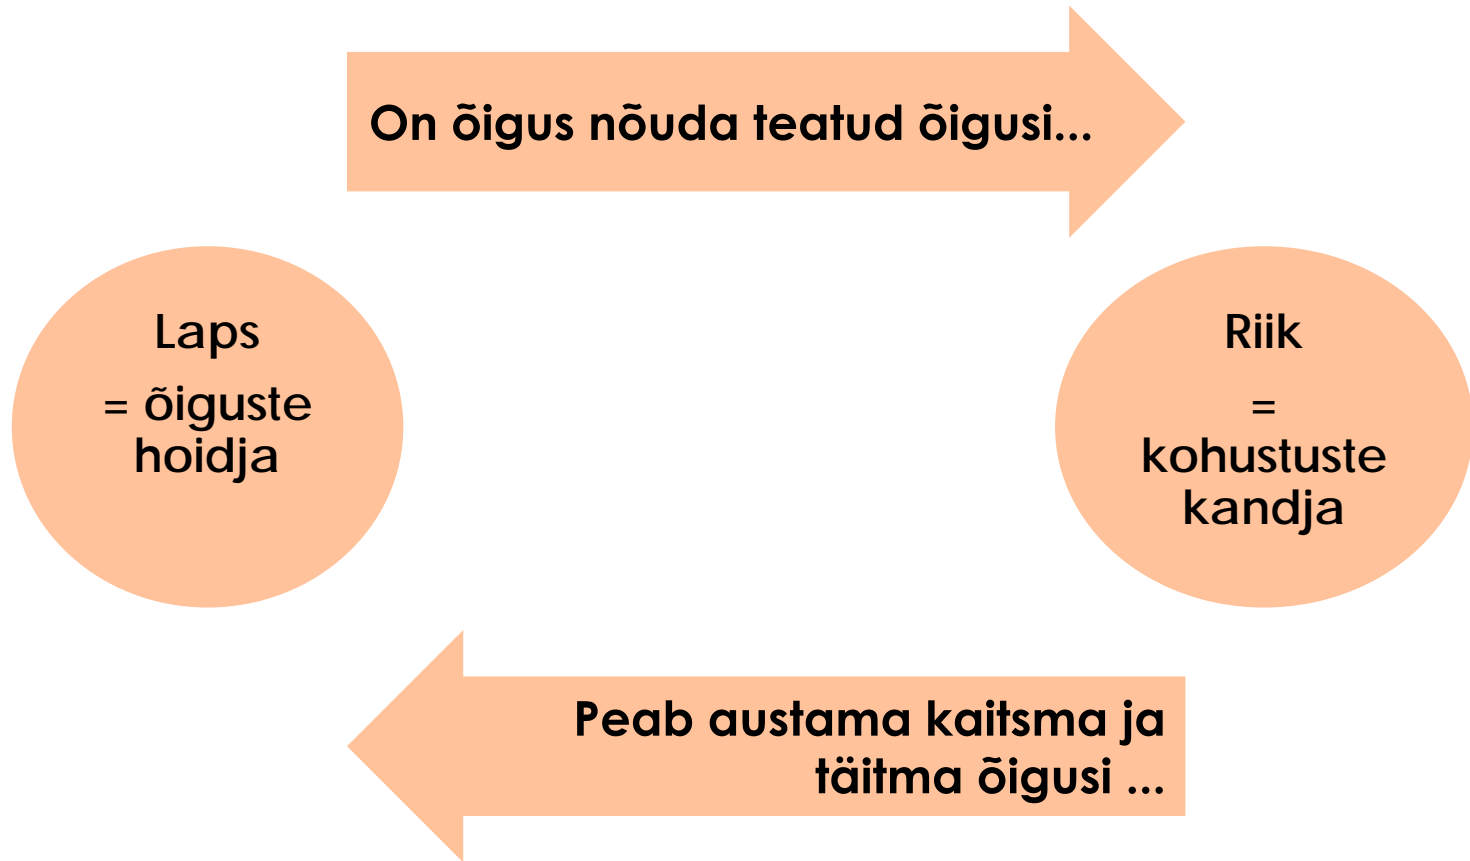 On õigus nõuda teatud õigusi...
Laps
= õiguste
hoidja
Riik
=
kohustuste
kandja
Peab austama kaitsma ja
täitma õigusi ...